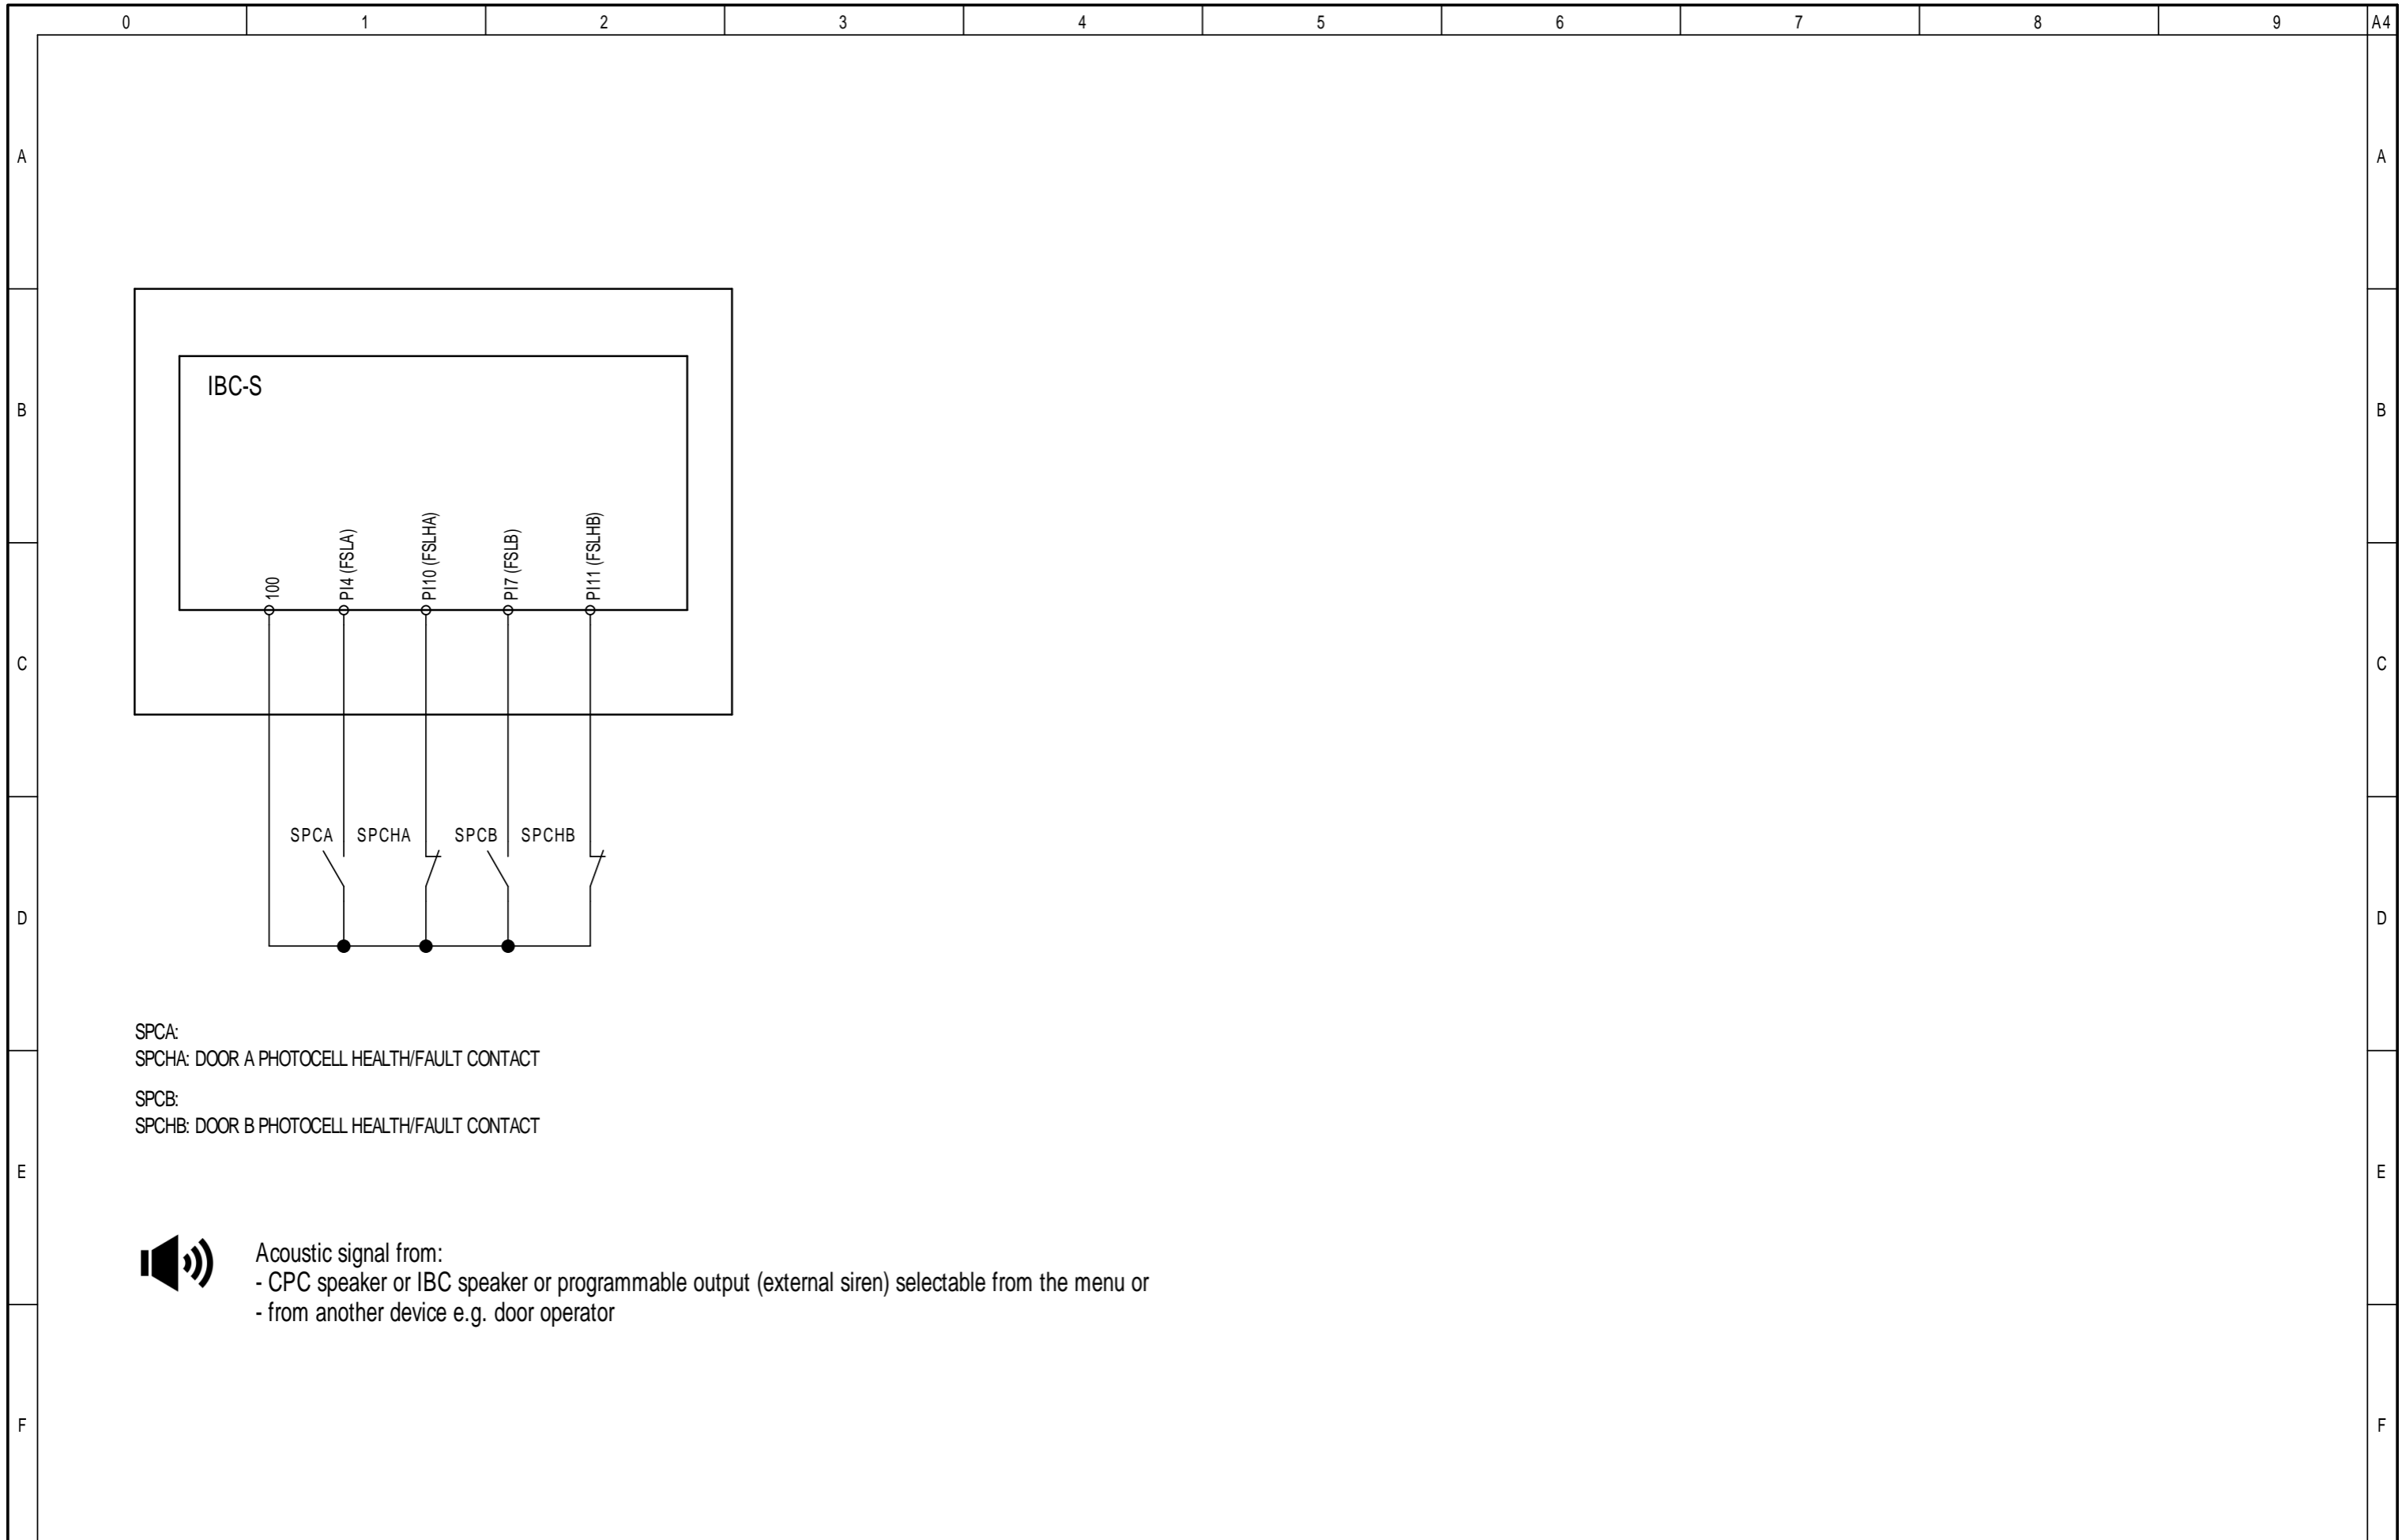 0 1 2 3 4 5 6 7 8 9 A4
A A
IBC-S
B B
100
PI4 (FSLA)
PI10 (FSLHA)
PI7 (FSLB)
PI11 (FSLHB)
C C
SPCA SPCHA SPCB SPCHB
D D
SPCA:
SPCHA: DOOR A PHOTOCELL HEALTH/FAULT CONTACT
SPCB:
SPCHB: DOOR B PHOTOCELL HEALTH/FAULT CONTACT
E E
Acoustic signal from:
- CPC speaker or IBC speaker or programmable output (external siren) selectable from the menu or
- from another device e.g. door operator
F F